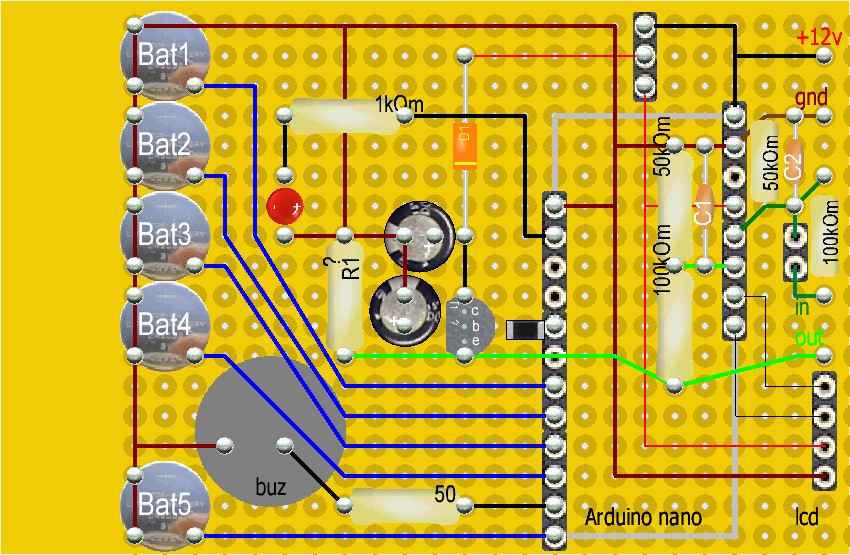 Bat1
+12v
1kOm
gnd
D1
Bat2
50kOm
50kOm
C2
+
C1
Bat3
?
R1
+
100kOm
100kOm
c
b
e
+
in
Bat4
out
buz
50
Bat5
Arduino nano
lcd